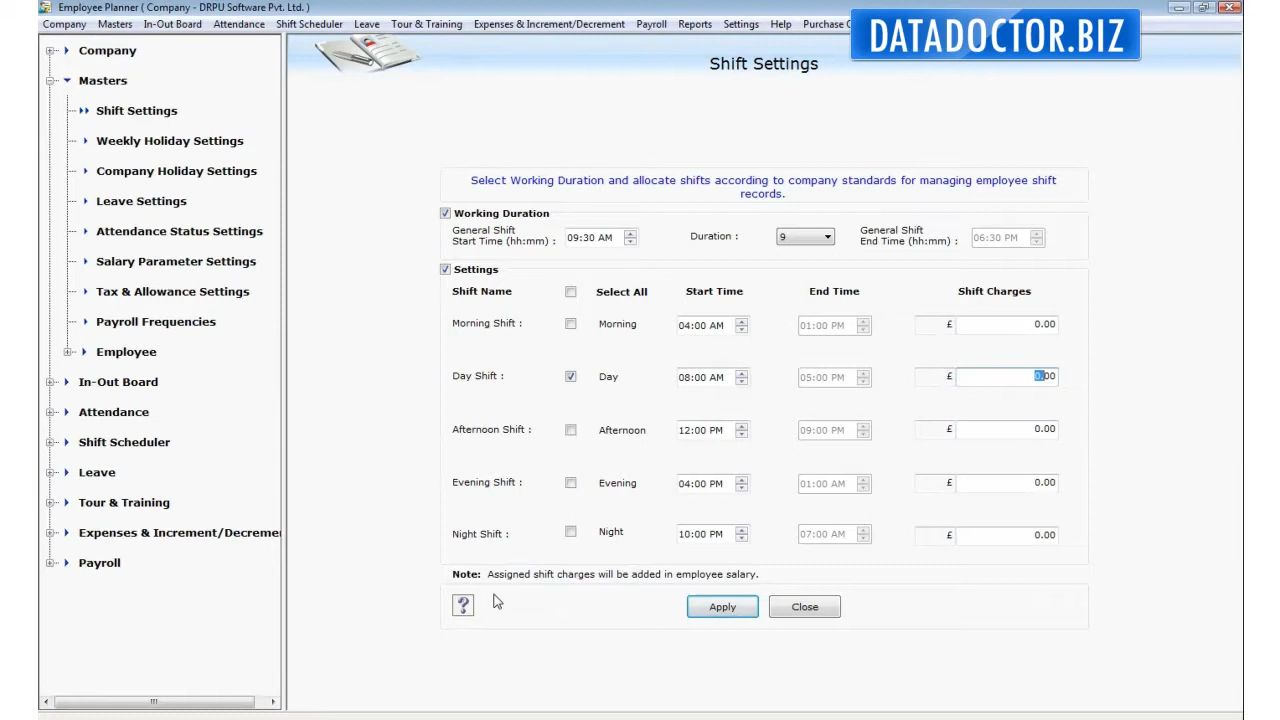 Employee Planner ( Company - DRPU Software Pvt. Ltd. )
Company Masters In-Out Board Attendance Shift Scheduler Leave Tour & Training Expenses & Increment/Decrement Payroll Reports Settings Help Purchase
DATADOCTOR.BIZ
Shift Settings
Company
Masters
Shift Settings
Weekly Holiday Settings
Company Holiday Settings
Leave Settings
Attendance Status Settings
Salary Parameter Settings
Tax & Allowance Settings
Payroll Frequencies
Employee
In-Out Board
Attendance
Shift Scheduler
Leave
Tour & Training
Expenses & Increment/Decreme
Payroll
Select Working Duration and allocate shifts according to company standards for managing employee shift
records.
Working Duration
General Shift
Start Time (hh:mm) : 09:30 AM
Duration : 9
General Shift
End Time (hh:mm) : 06:30 PM
Settings
Shift Name Select All Start Time End Time Shift Charges
Morning Shift : Morning 04:00 AM 01:00 PM £ 0.00
Day Shift : Day 08:00 AM 05:00 PM £ 0.00
Afternoon Shift : Afternoon 12:00 PM 09:00 PM £ 0.00
Evening Shift : Evening 04:00 PM 01:00 AM £ 0.00
Night Shift : Night 10:00 PM 07:00 AM £ 0.00
Note: Assigned shift charges will be added in employee salary.
? Apply Close